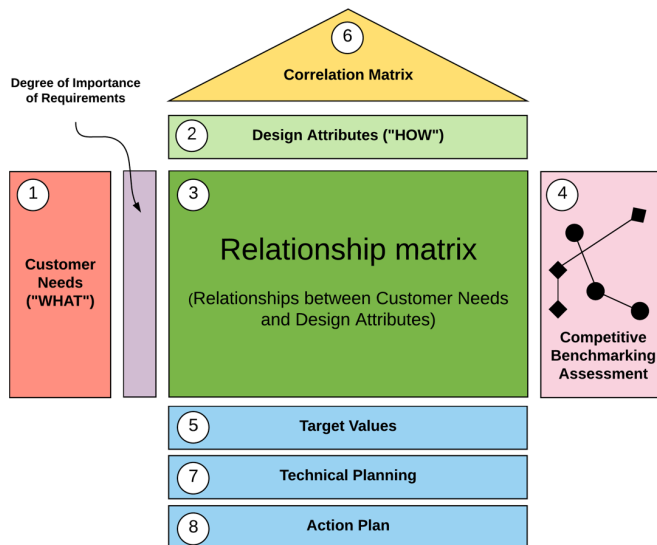 6
Correlation Matrix
Degree of Importance
of Requirements
2
Design Attributes ("HOW")
1
Customer
Needs
("WHAT")
3
Relationship matrix
(Relationships between Customer Needs
and Design Attributes)
4
Competitive
Benchmarking
Assessment
5
Target Values
7
Technical Planning
8
Action Plan